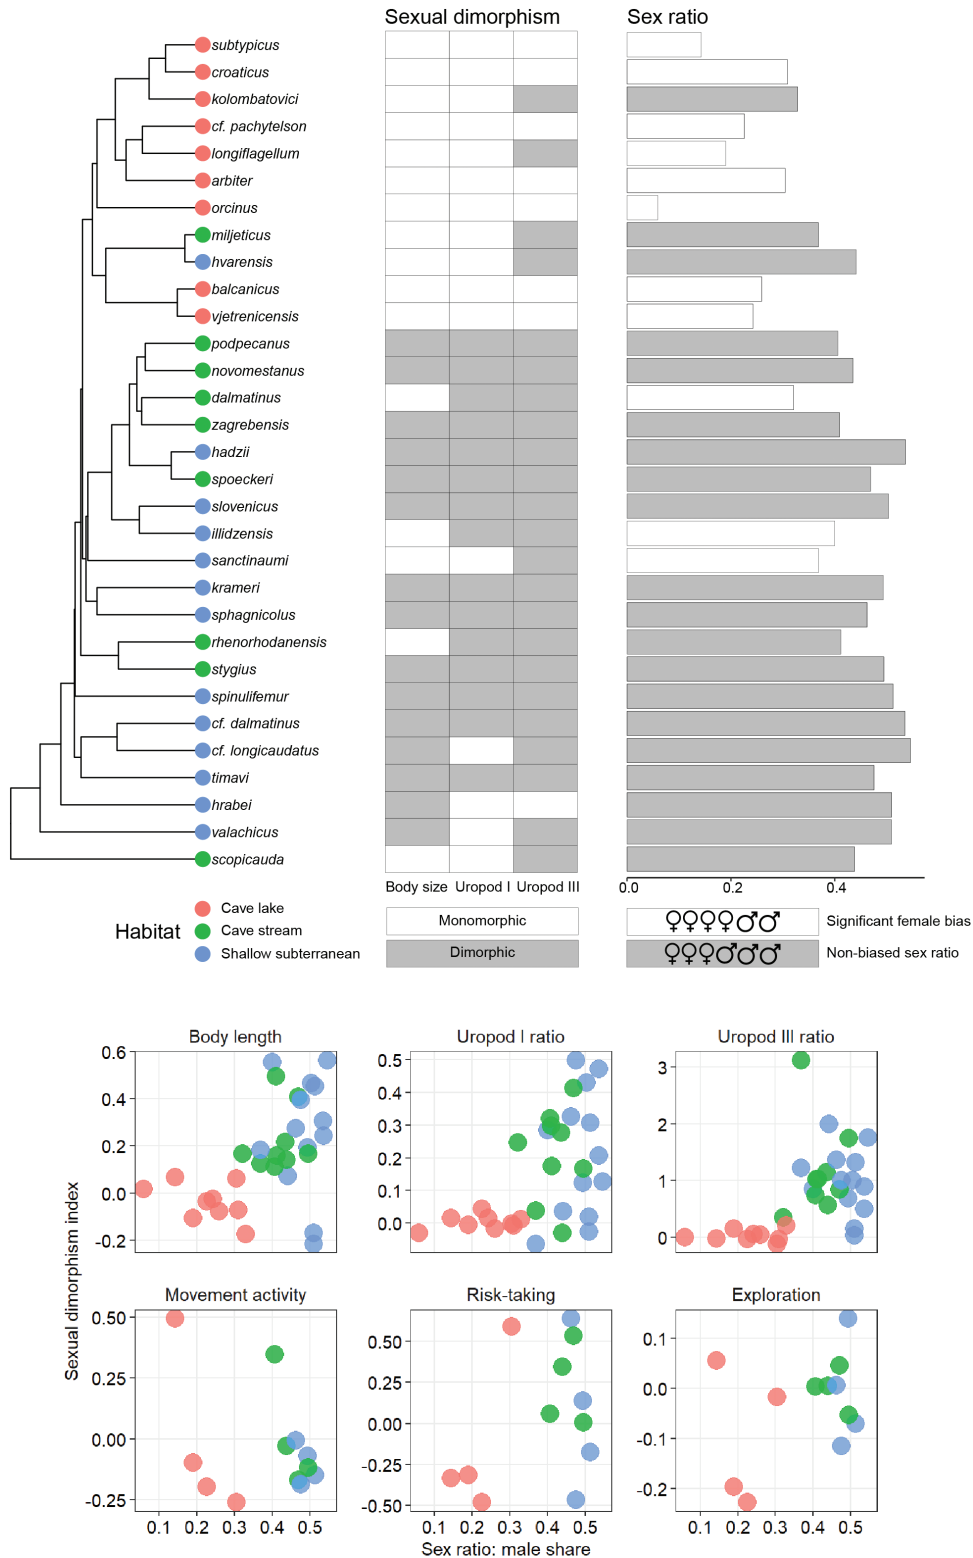 Sexual dimorphism
Sex ratio
subtypicus
croaticus
kolombatovici
cf. pachytelson
longiflagellum
arbiter
orcinus
miljeticus
hvarensis
balcanicus
vjetrenicensis
podpecanus
novomestanus
dalmatinus
zagrebensis
hadzii
spoeckeri
slovenicus
illidzensis
sanctinaumi
krameri
sphagnicolus
rhenorhodanensis
stygius
spinulifemur
cf. dalmatinus
cf. longicaudatus
timavi
hrabei
valachicus
scopicauda
Body size Uropod I Uropod III
0.0 0.2 0.4
Habitat
Cave lake
Cave stream
Shallow subterranean
Monomorphic
Dimorphic
♀♀♀♀♂♂ Significant female bias
♀♀♀♂♂♂ Non-biased sex ratio
Sexual dimorphism index
Body length
0.6
0.4
0.2
0.0
-0.2
Uropod I ratio
0.5
0.4
0.3
0.2
0.1
0.0
Uropod III ratio
3
2
1
0
Movement activity
0.50
0.25
0.00
-0.25
0.1 0.2 0.3 0.4 0.5
Risk-taking
0.50
0.25
0.00
-0.25
-0.50
0.1 0.2 0.3 0.4 0.5
Exploration
0.1
0.0
-0.1
-0.2
0.1 0.2 0.3 0.4 0.5
Sex ratio: male share